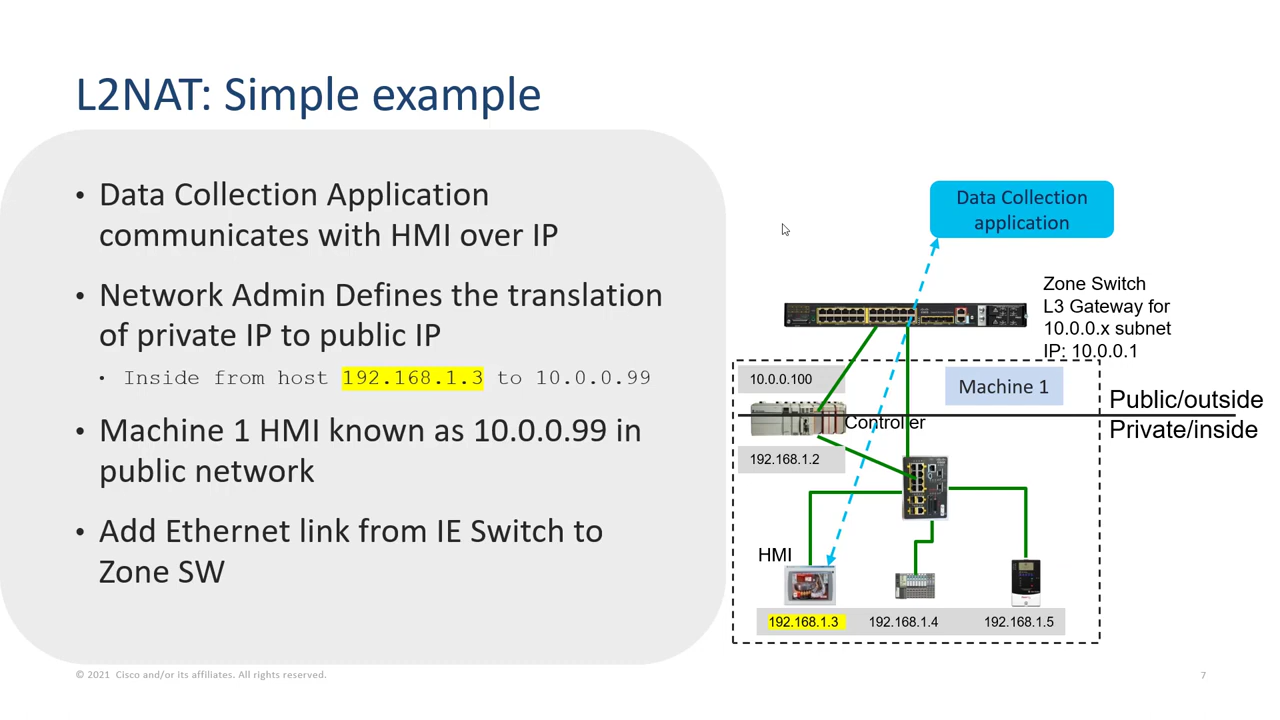 L2NAT: Simple example
• Data Collection Application
communicates with HMI over IP
• Network Admin Defines the translation
of private IP to public IP
• Inside from host 192.168.1.3 to 10.0.0.99
• Machine 1 HMI known as 10.0.0.99 in
public network
• Add Ethernet link from IE Switch to
Zone SW
Data Collection
application
Zone Switch
L3 Gateway for
10.0.0.x subnet
IP: 10.0.0.1
10.0.0.100
Machine 1
Public/outside
Controller
Private/inside
192.168.1.2
HMI
192.168.1.3
192.168.1.4
192.168.1.5
© 2021 Cisco and/or its affiliates. All rights reserved.
7